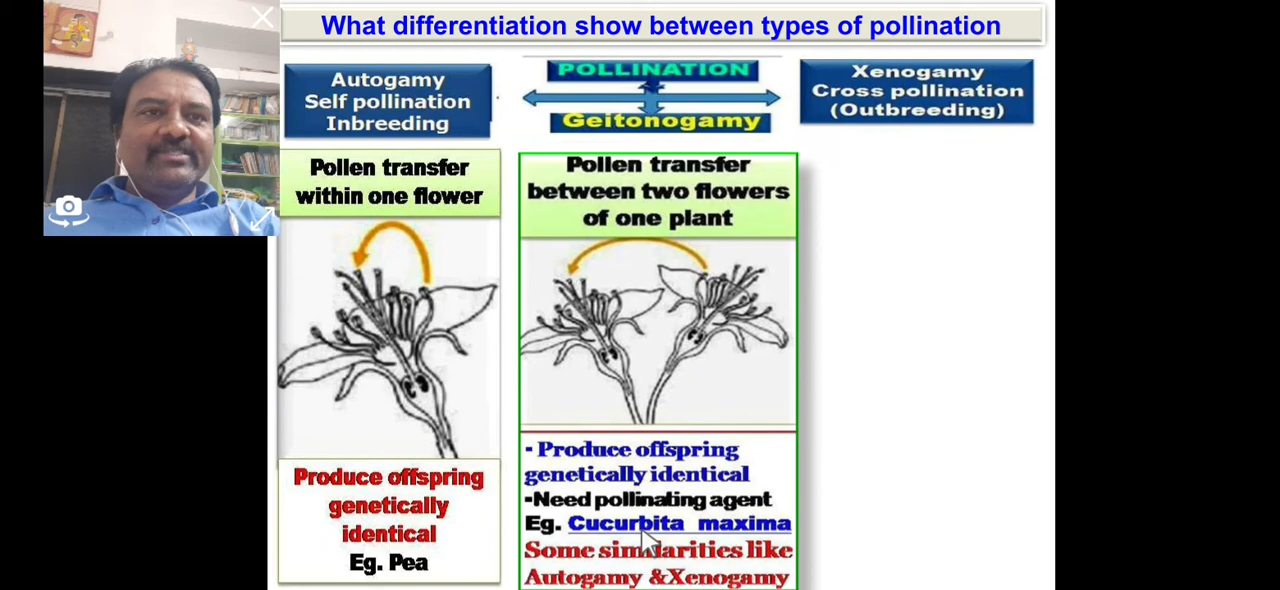 What differentiation show between types of pollination
Autogamy
Self pollination
Inbreeding
POLLINATION
Geitonogamy
Xenogamy
Cross pollination
(Outbreeding)
Pollen transfer
within one flower
Produce offspring
genetically
identical
Eg. Pea
Pollen transfer
between two flowers
of one plant
- Produce offspring
genetically identical
▪Need pollinating agent
Eg. Cucurbita maxima
Some similarities like
Autogamy &Xenogamy